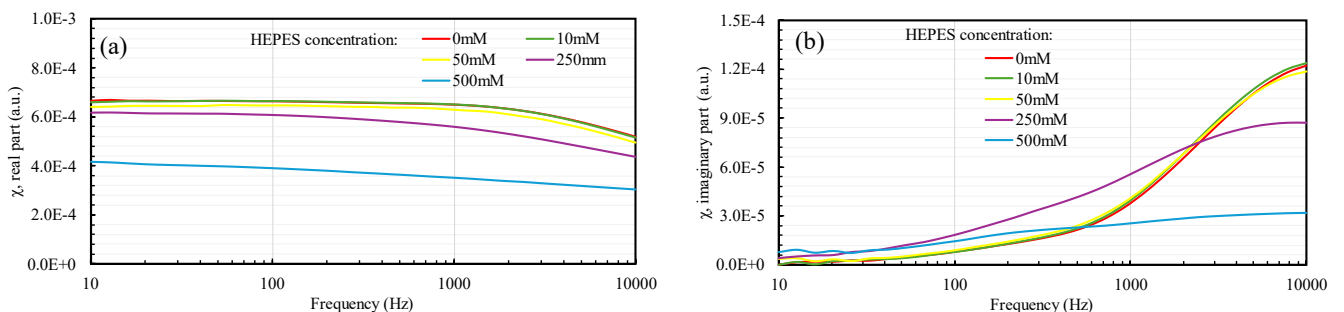 1.0E-3
8.0E-4
6.0E-4
4.0E-4
2.0E-4
0.0E+0
χ, real part (a.u.)
(a)
HEPES concentration:
0mM
10mM
50mM
250mm
500mM
10
100
1000
10000
Frequency (Hz)
1.5E-4
1.2E-4
9.0E-5
6.0E-5
3.0E-5
0.0E+0
χ, imaginary part (a.u.)
(b)
HEPES concentration:
0mM
10mM
50mM
250mM
500mM
10
100
1000
10000
Frequency (Hz)